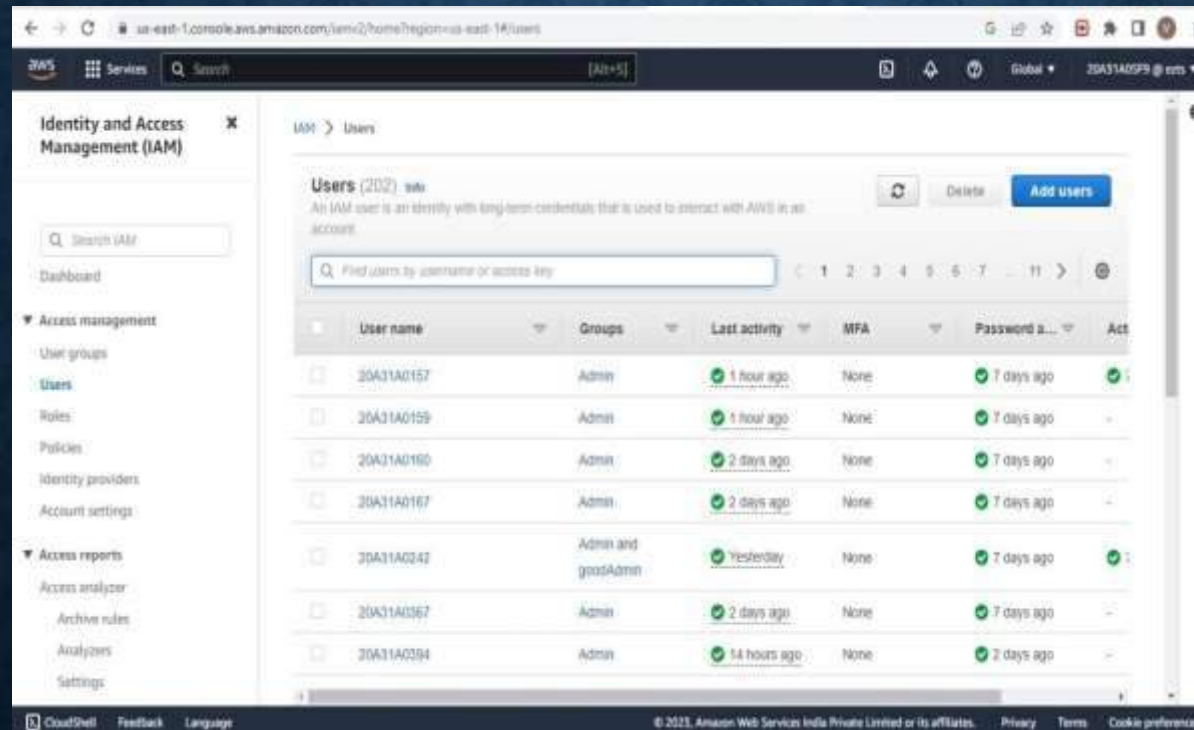 us-east-1.console.aws.amazon.com/iamv2/home?region=us-east-1#/users
aws Services Search [Alt+S] Global 20A31A05F9 @
Identity and Access
Management (IAM)
Search IAM
Dashboard
Access management
User groups
Users
Roles
Policies
Identity providers
Account settings
Access reports
Access analyzer
Archive rules
Analyzers
Settings
IAM > Users
Users (202) Info
An IAM user is an identity with long-term credentials that is used to interact with AWS in an
account.
Delete Add users
Find users by username or access key
1 2 3 4 5 6 7 ... 11
User name Groups Last activity MFA Password a... Act
20A31A0157 Admin 1 hour ago None 7 days ago
20A31A0159 Admin 1 hour ago None 7 days ago -
20A31A0160 Admin 2 days ago None 7 days ago -
20A31A0167 Admin 2 days ago None 7 days ago -
20A31A0242 Admin and
goodAdmin Yesterday None 7 days ago
20A31A0367 Admin 2 days ago None 7 days ago -
20A31A0394 Admin 14 hours ago None 2 days ago -
CloudShell Feedback Language © 2023, Amazon Web Services India Private Limited or its affiliates. Privacy Terms Cookie preference